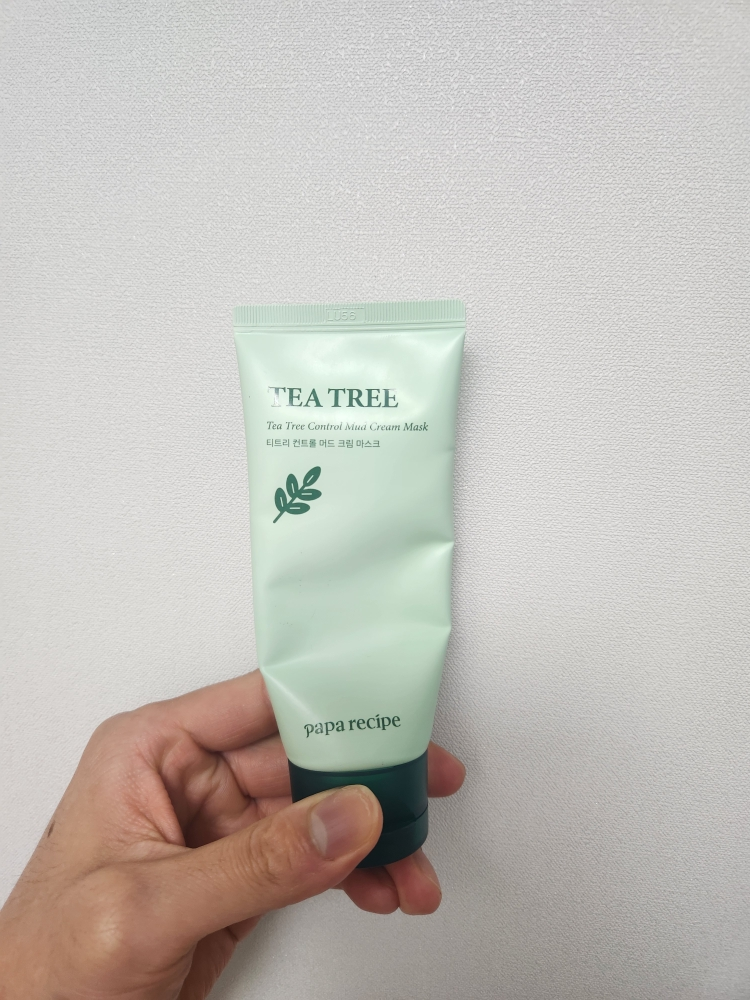 TEA TREE
Tea Tree Control Mud Cream Mask
티트리 컨트롤 머드 크림 마스크
papa recipe